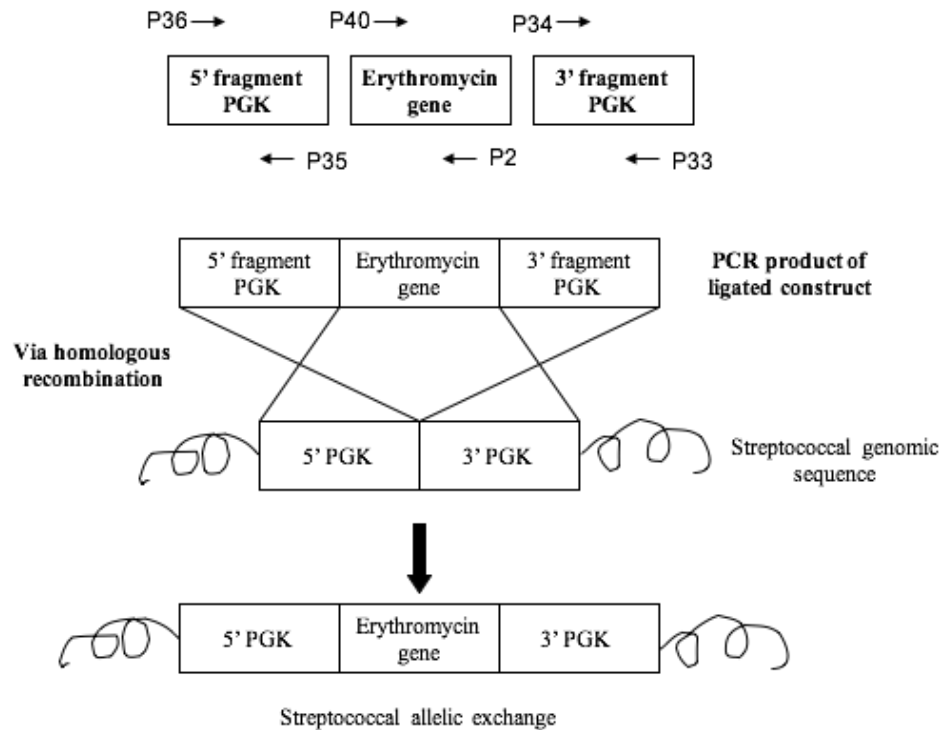 P36 P40 P34
5’ fragment
PGK
Erythromycin
gene
3’ fragment
PGK
P35 P2 P33
5’ fragment
PGK
Erythromycin
gene
3’ fragment
PGK
PCR product of
ligated construct
Via homologous
recombination
5’ PGK
3’ PGK
Streptococcal genomic
sequence
5’ PGK
Erythromycin
gene
3’ PGK
Streptococcal allelic exchange